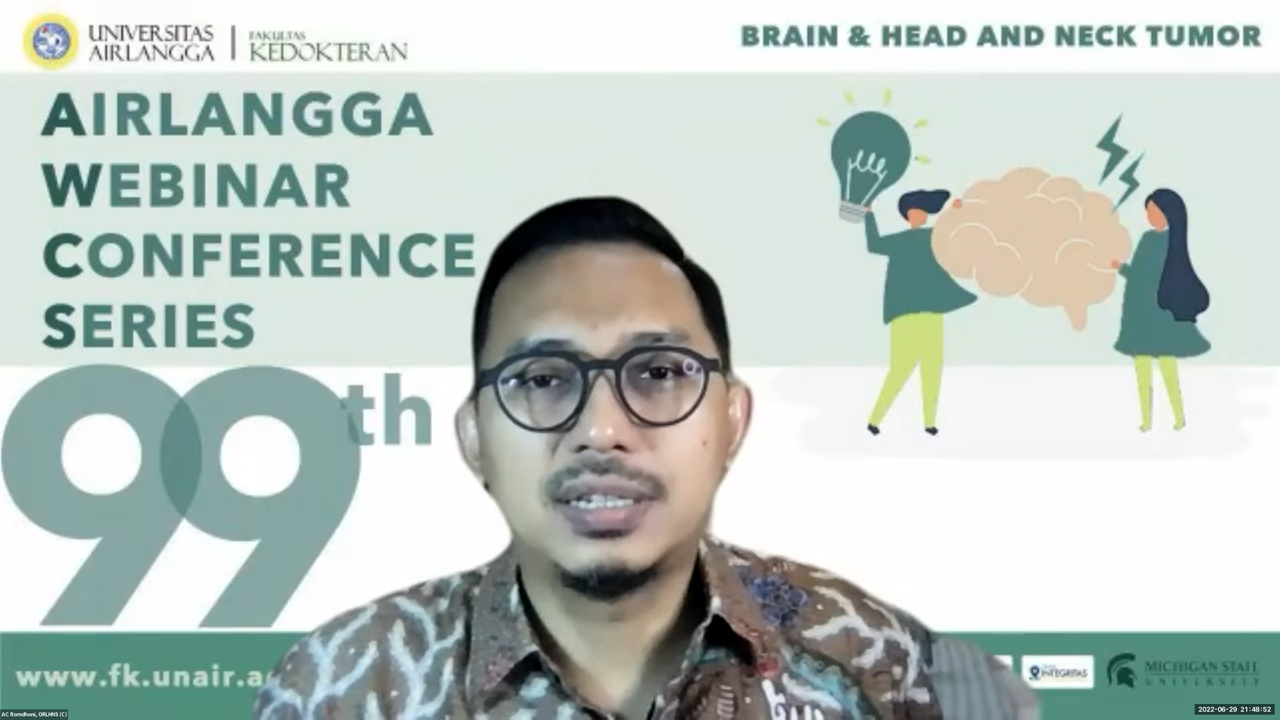 UNIVERSITAS
AIRLANGGA
FAKULTAS
KEDOKTERAN
BRAIN & HEAD AND NECK TUMOR
AIRLANGGA
WEBINAR
CONFERENCE
SERIES
99th
www.fk.unair.a
INTEGRITAS
MICHIGAN STATE
UNIVERSITY
AC Romdhoni, ORLHNS (C)
2022-06-29 21:48:52